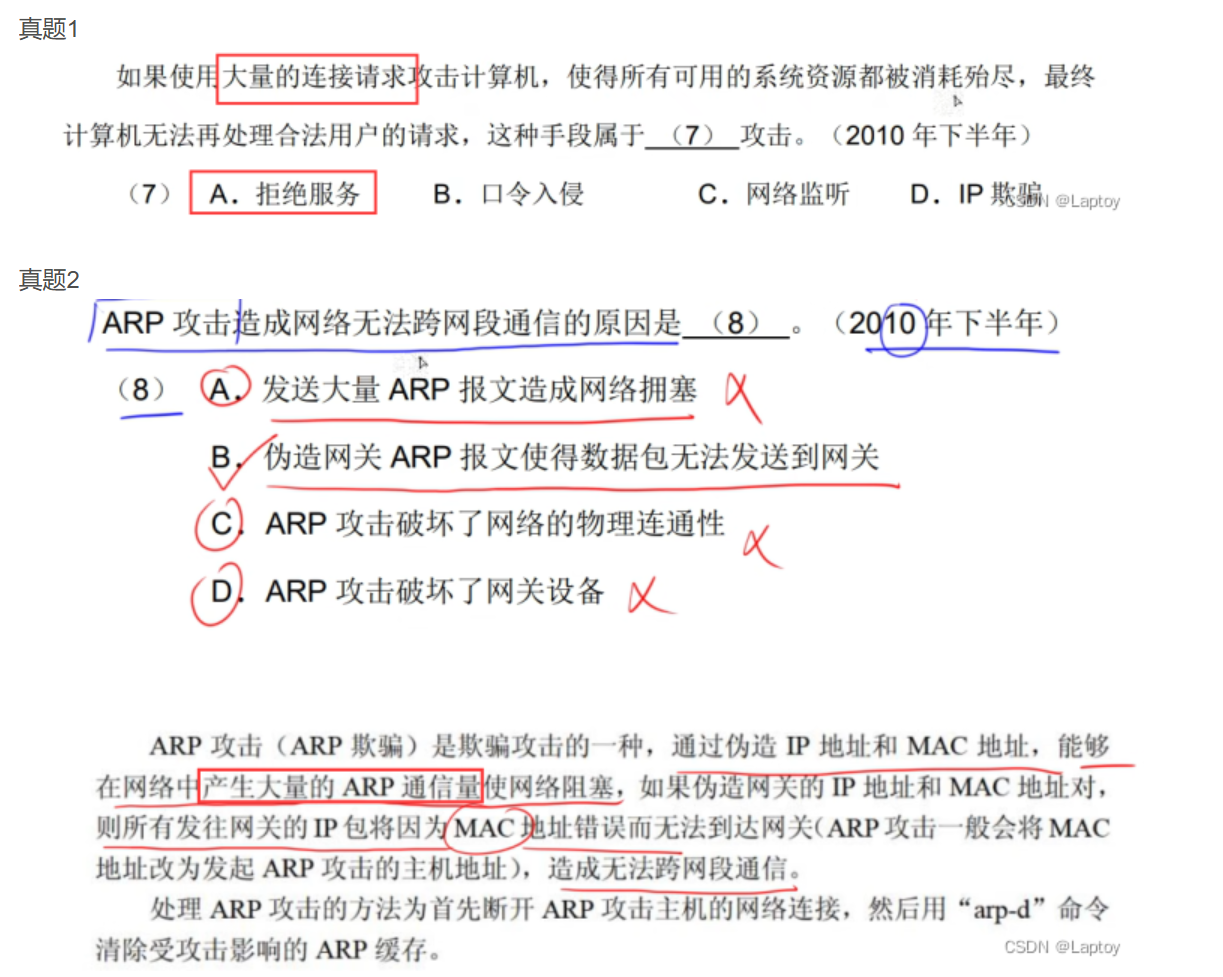 真题1
如果使用大量的连接请求攻击计算机，使得所有可用的系统资源都被消耗殆尽，最终
计算机无法再处理合法用户的请求，这种手段属于（7）攻击。（2010 年下半年）
（7） A．拒绝服务 B．口令入侵 C．网络监听 D．IP 欺骗
CSDN @Laptoy
真题2
ARP 攻击造成网络无法跨网段通信的原因是（8）。（2010 年下半年）
（8） A．发送大量 ARP 报文造成网络拥塞
B．伪造网关 ARP 报文使得数据包无法发送到网关
C．ARP 攻击破坏了网络的物理连通性
D．ARP 攻击破坏了网关设备
ARP 攻击（ARP 欺骗）是欺骗攻击的一种，通过伪造 IP 地址和 MAC 地址，能够
在网络中产生大量的 ARP 通信量使网络阻塞，如果伪造网关的 IP 地址和 MAC 地址对，
则所有发往网关的 IP 包将因为 MAC 地址错误而无法到达网关（ARP 攻击一般会将 MAC
地址改为发起 ARP 攻击的主机地址），造成无法跨网段通信。
处理 ARP 攻击的方法为首先断开 ARP 攻击主机的网络连接，然后用“arp-d”命令
清除受攻击影响的 ARP 缓存。
CSDN @Laptoy